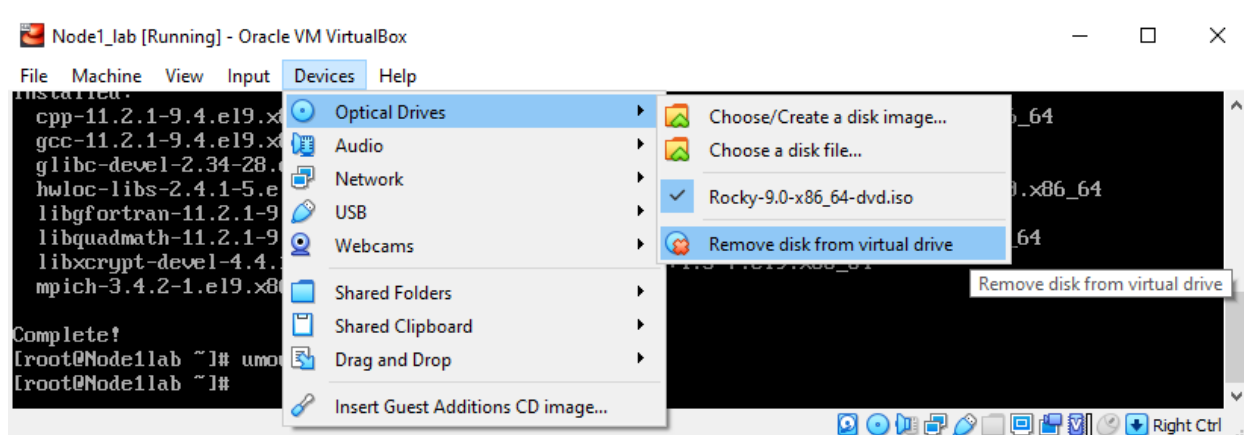 Node1_lab [Running] - Oracle VM VirtualBox
File Machine View Input Devices Help
Installed:
cpp-11.2.1-9.4.el9.x
gcc-11.2.1-9.4.el9.x
glibc-devel-2.34-28.
hwloc-libs-2.4.1-5.e
libgfortran-11.2.1-9
libquadmath-11.2.1-9
libxcrypt-devel-4.4.
mpich-3.4.2-1.el9.x8
Complete!
[root@Node1lab ~]# umou
[root@Node1lab ~]#
Optical Drives
Audio
Network
USB
Webcams
Shared Folders
Shared Clipboard
Drag and Drop
Insert Guest Additions CD image...
Choose/Create a disk image...
Choose a disk file...
Rocky-9.0-x86_64-dvd.iso
Remove disk from virtual drive
_64
.x86_64
_64
Remove disk from virtual drive
Right Ctrl